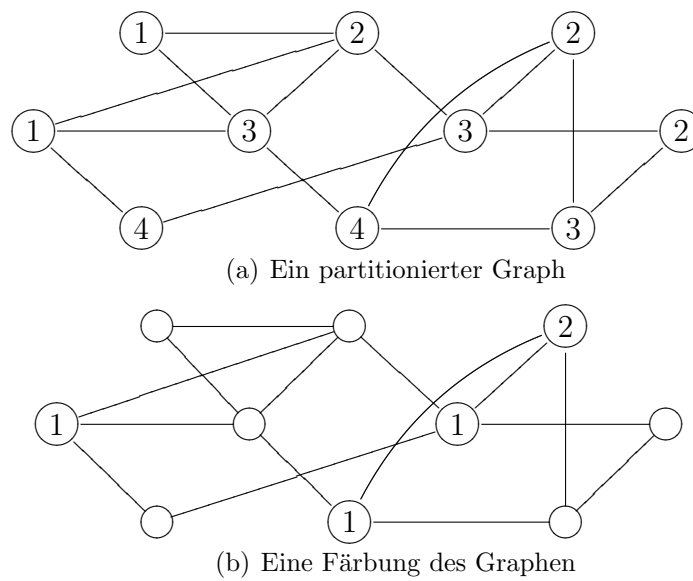 1 2 2
1 3 3 2
4 4 3
(a) Ein partitionierter Graph
2
1 1
1
(b) Eine Färbung des Graphen